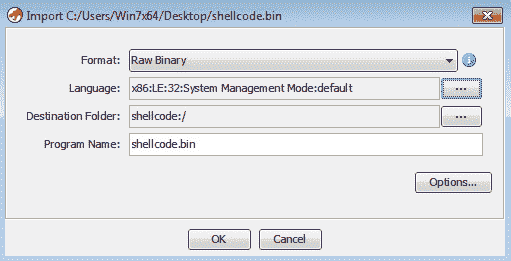 Import C:/Users/Win7x64/Desktop/shellcode.bin
Format: Raw Binary
Language: x86:LE:32:System Management Mode:default ...
Destination Folder: shellcode:/ ...
Program Name: shellcode.bin
Options...
OK Cancel